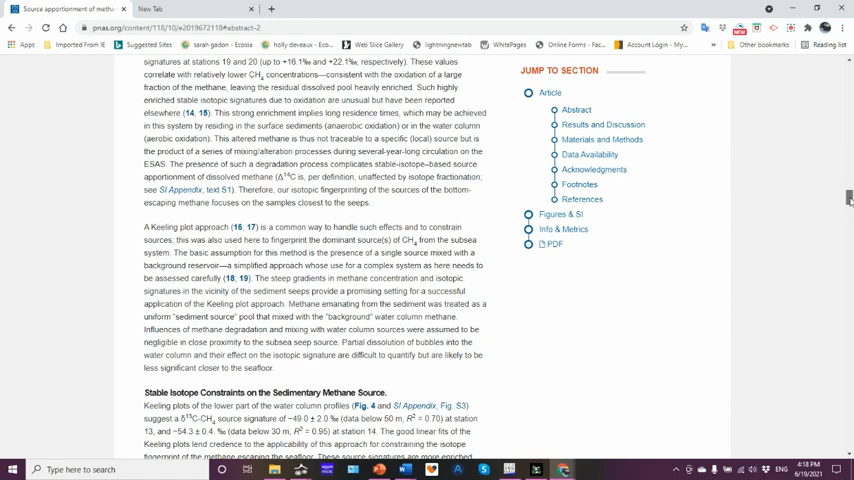 Source apportionment of metha
New Tab
pnas.org/content/118/10/e2019672118#abstract-2
Apps Imported From IE Suggested Sites sarah gadon - Ecosia holly deveaux - Eco... Web Slice Gallery lightningnewtab WhitePages Online Forms - Fac... Account Login - My... » Other bookmarks Reading list
signatures at stations 19 and 20 (up to +16.1‰ and +22.1‰, respectively). These values
correlate with relatively lower CH4 concentrations—consistent with the oxidation of a large
fraction of the methane, leaving the residual dissolved pool heavily enriched. Such highly
enriched stable isotopic signatures due to oxidation are unusual but have been reported
elsewhere (14, 15). This strong enrichment implies long residence times, which may be achieved
in this system by residing in the surface sediments (anaerobic oxidation) or in the water column
(aerobic oxidation). This altered methane is thus not traceable to a specific (local) source but is
the product of a series of mixing/alteration processes during several-year-long circulation on the
ESAS. The presence of such a degradation process complicates stable-isotope–based source
apportionment of dissolved methane (Δ14C is, per definition, unaffected by isotope fractionation;
see SI Appendix, text S1). Therefore, our isotopic fingerprinting of the sources of the bottom-
escaping methane focuses on the samples closest to the seeps.
A Keeling plot approach (16, 17) is a common way to handle such effects and to constrain
sources; this was also used here to fingerprint the dominant source(s) of CH4 from the subsea
system. The basic assumption for this method is the presence of a single source mixed with a
background reservoir—a simplified approach whose use for a complex system as here needs to
be assessed carefully (18, 19). The steep gradients in methane concentration and isotopic
signatures in the vicinity of the sediment seeps provide a promising setting for a successful
application of the Keeling plot approach. Methane emanating from the sediment was treated as a
uniform "sediment source" pool that mixed with the "background" water column methane.
Influences of methane degradation and mixing with water column sources were assumed to be
negligible in close proximity to the subsea seep source. Partial dissolution of bubbles into the
water column and their effect on the isotopic signature are difficult to quantify but are likely to be
less significant closer to the seafloor.
Stable Isotope Constraints on the Sedimentary Methane Source.
Keeling plots of the lower part of the water column profiles (Fig. 4 and SI Appendix, Fig. S3)
suggest a δ13C-CH4 source signature of −49.0 ± 2.0 ‰ (data below 50 m, R2 = 0.70) at station
13, and −54.3 ± 0.4. ‰ (data below 30 m, R2 = 0.95) at station 14. The good linear fits of the
Keeling plots lend credence to the applicability of this approach for constraining the isotope
fingerprint of the methane escaping the seafloor. These source signatures are more enriched
JUMP TO SECTION
Article
Abstract
Results and Discussion
Materials and Methods
Data Availability
Acknowledgments
Footnotes
References
Figures & SI
Info & Metrics
PDF
Type here to search
ENG
4:18 PM
6/19/2021